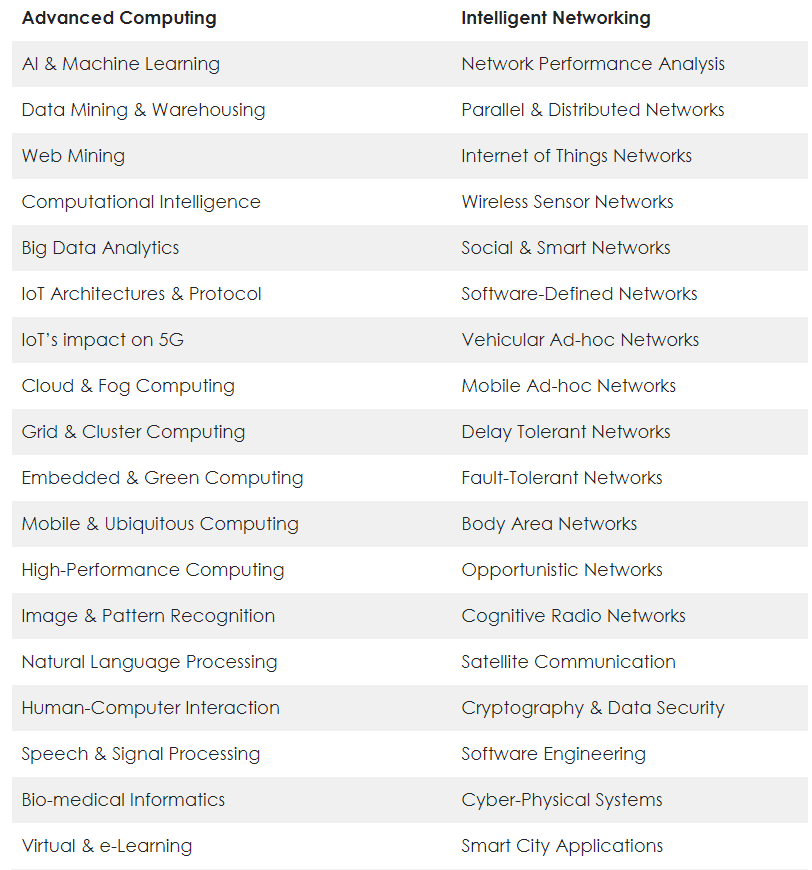 Advanced Computing Intelligent Networking
AI & Machine Learning Network Performance Analysis
Data Mining & Warehousing Parallel & Distributed Networks
Web Mining Internet of Things Networks
Computational Intelligence Wireless Sensor Networks
Big Data Analytics Social & Smart Networks
IoT Architectures & Protocol Software-Defined Networks
IoT’s impact on 5G Vehicular Ad-hoc Networks
Cloud & Fog Computing Mobile Ad-hoc Networks
Grid & Cluster Computing Delay Tolerant Networks
Embedded & Green Computing Fault-Tolerant Networks
Mobile & Ubiquitous Computing Body Area Networks
High-Performance Computing Opportunistic Networks
Image & Pattern Recognition Cognitive Radio Networks
Natural Language Processing Satellite Communication
Human-Computer Interaction Cryptography & Data Security
Speech & Signal Processing Software Engineering
Bio-medical Informatics Cyber-Physical Systems
Virtual & e-Learning Smart City Applications